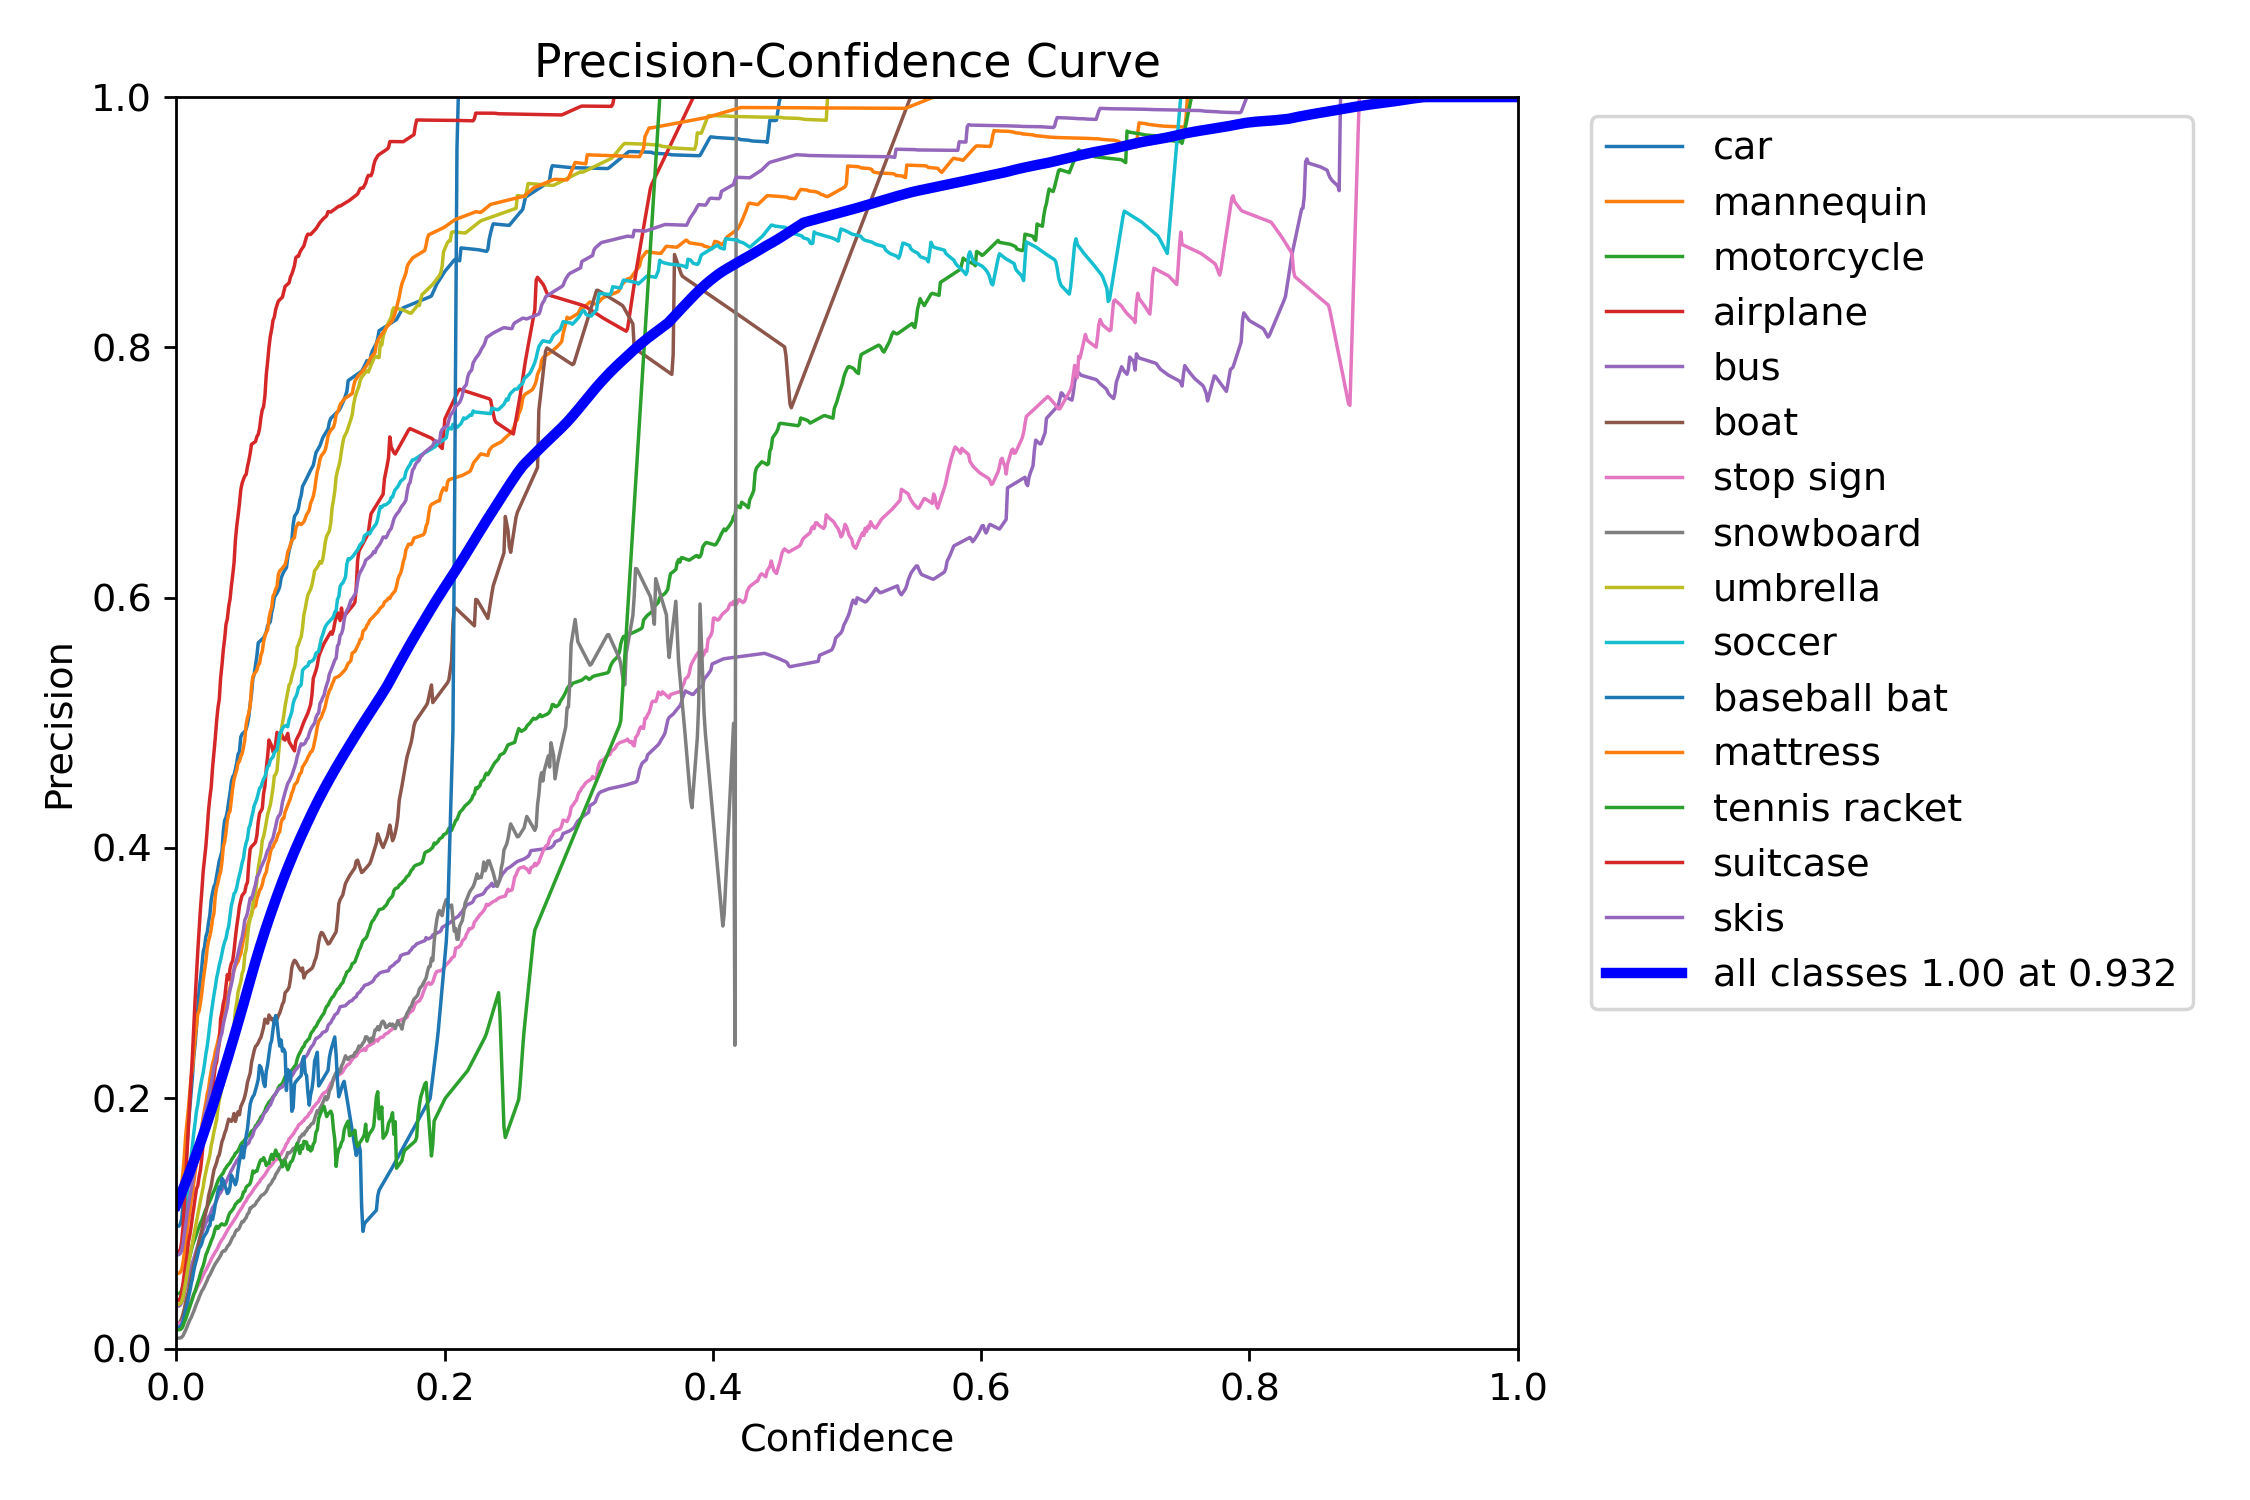 Precision-Confidence Curve
1.0
0.8
0.6
0.4
0.2
0.0
Precision
0.0 0.2 0.4 0.6 0.8 1.0
Confidence
car
mannequin
motorcycle
airplane
bus
boat
stop sign
snowboard
umbrella
soccer
baseball bat
mattress
tennis racket
suitcase
skis
all classes 1.00 at 0.932